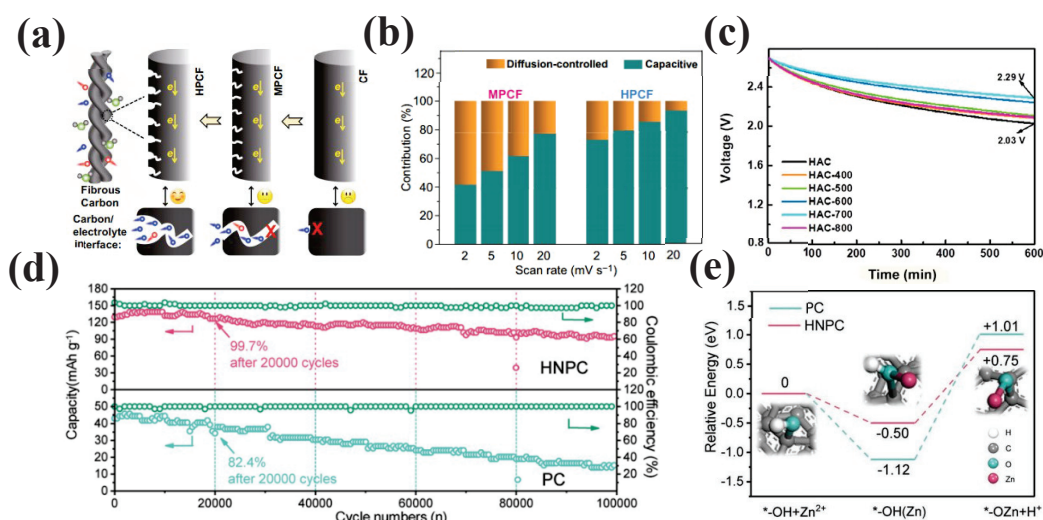 (a)
HPCF
MPCF
CF
e
e
e
e
e
e
e
e
e
Fibrous
Carbon
Carbon/
electrolyte
interface:
X
X
(b)
Diffusion-controlled
Capacitive
MPCF
HPCF
Contribution (%)
100
80
60
40
20
0
2
5
10
20
2
5
10
20
Scan rate (mV s⁻¹)
(c)
Voltage (V)
2.4
2.0
1.6
1.2
0.8
2.29 V
2.03 V
HAC
HAC-400
HAC-500
HAC-600
HAC-700
HAC-800
0
100
200
300
400
500
600
Time (min)
(d)
Capacity(mAh g⁻¹)
180
150
120
90
60
30
0
50
40
30
20
10
0
120
100
80
60
40
20
0
120
100
80
60
40
20
0
Coulombic efficiency (%)
99.7%
after 20000 cycles
HNPC
82.4%
after 20000 cycles
PC
0
20000
40000
60000
80000
100000
Cycle numbers (n)
(e)
Relative Energy (eV)
1.5
1.0
0.5
0.0
-0.5
-1.0
-1.5
PC
HNPC
0
-0.50
-1.12
+1.01
+0.75
H
C
O
Zn
*-OH+Zn²⁺
*-OH(Zn)
*-OZn+H⁺